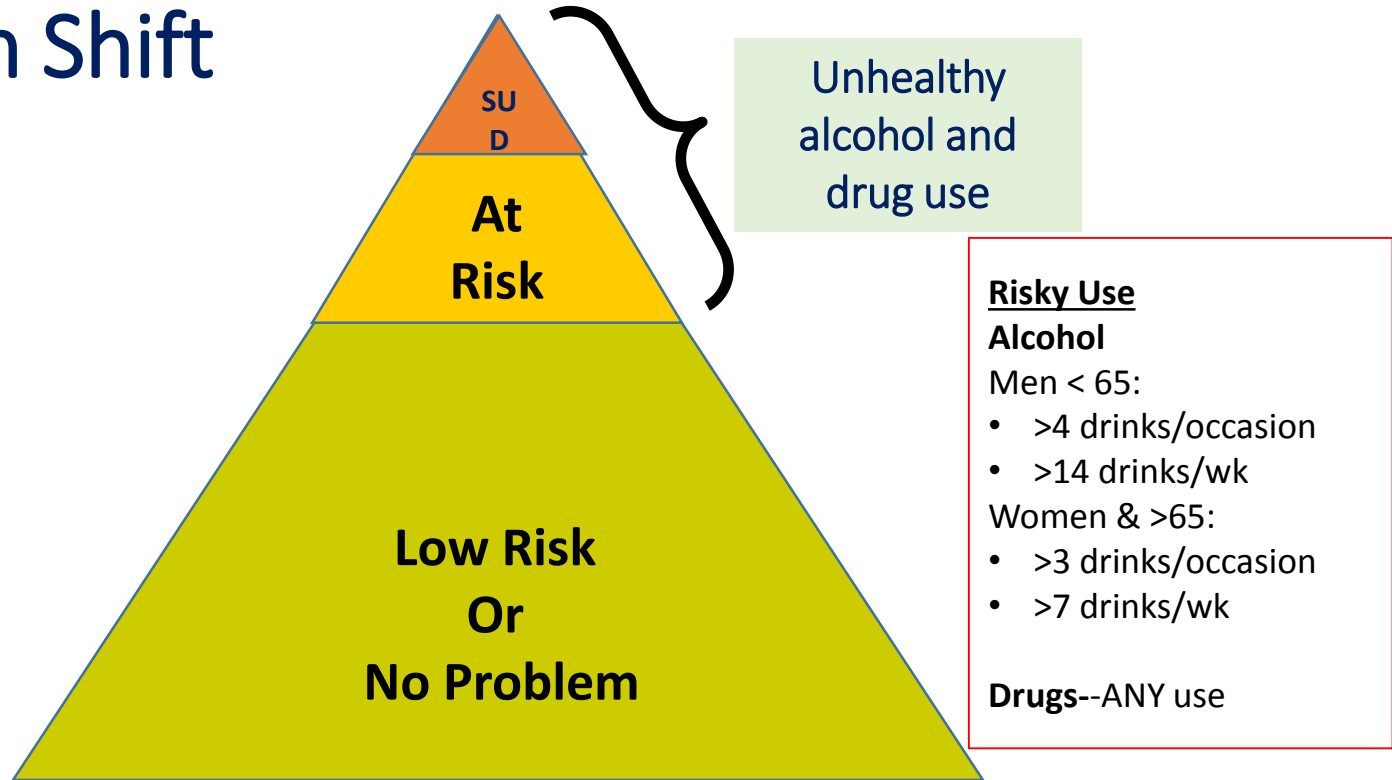 n Shift
SU
D
At
Risk
Low Risk
Or
No Problem
Unhealthy
alcohol and
drug use
Risky Use
Alcohol
Men < 65:
• >4 drinks/occasion
• >14 drinks/wk
Women & >65:
• >3 drinks/occasion
• >7 drinks/wk
Drugs--ANY use